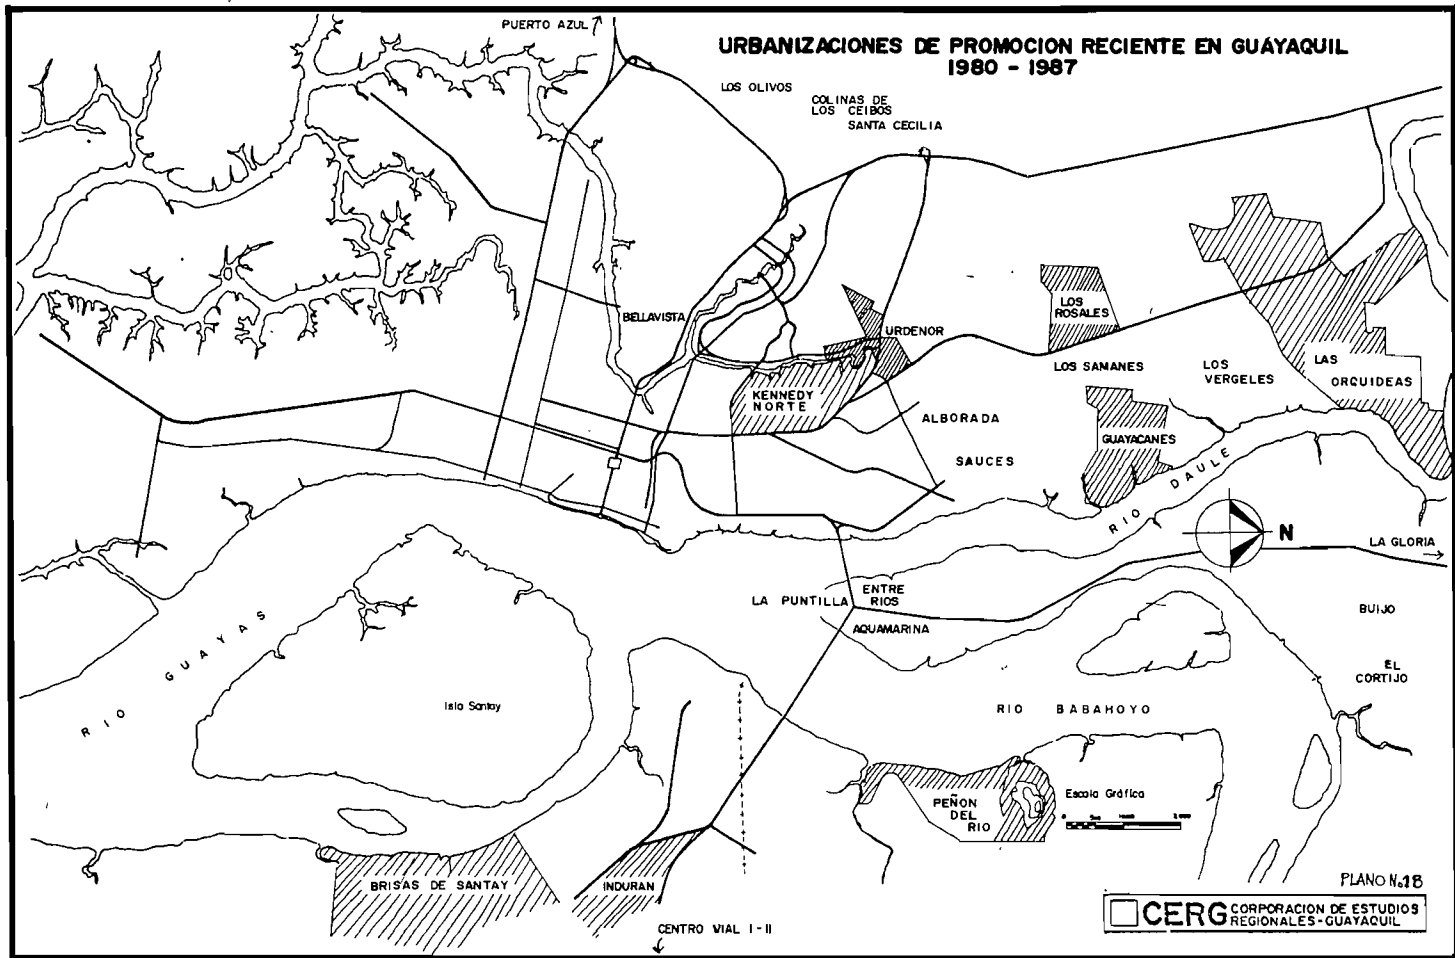 PUERTO AZUL
URBANIZACIONES DE PROMOCION RECIENTE EN GUAYAQUIL
1980 - 1987
LOS OLIVOS
COLINAS DE
LOS CEIBOS
SANTA CECILIA
BELLAVISTA
URDENOR
LOS
ROSALES
LOS SAMANES
LOS
VERGELES
LAS
ORQUIDEAS
KENNEDY
NORTE
ALBORADA
GUAYACANES
SAUCES
RIO DAULE
N
LA GLORIA
LA PUNTILLA
ENTRE
RIOS
AQUAMARINA
BUIJO
EL
CORTIJO
RIO GUAYAS
Isla Santay
RIO BABAHOYO
PEÑON
DEL
RIO
Escala Gráfica
BRISAS DE SANTAY
INDURAN
CENTRO VIAL I-II
PLANO No.18
CERG CORPORACION DE ESTUDIOS
REGIONALES-GUAYAQUIL